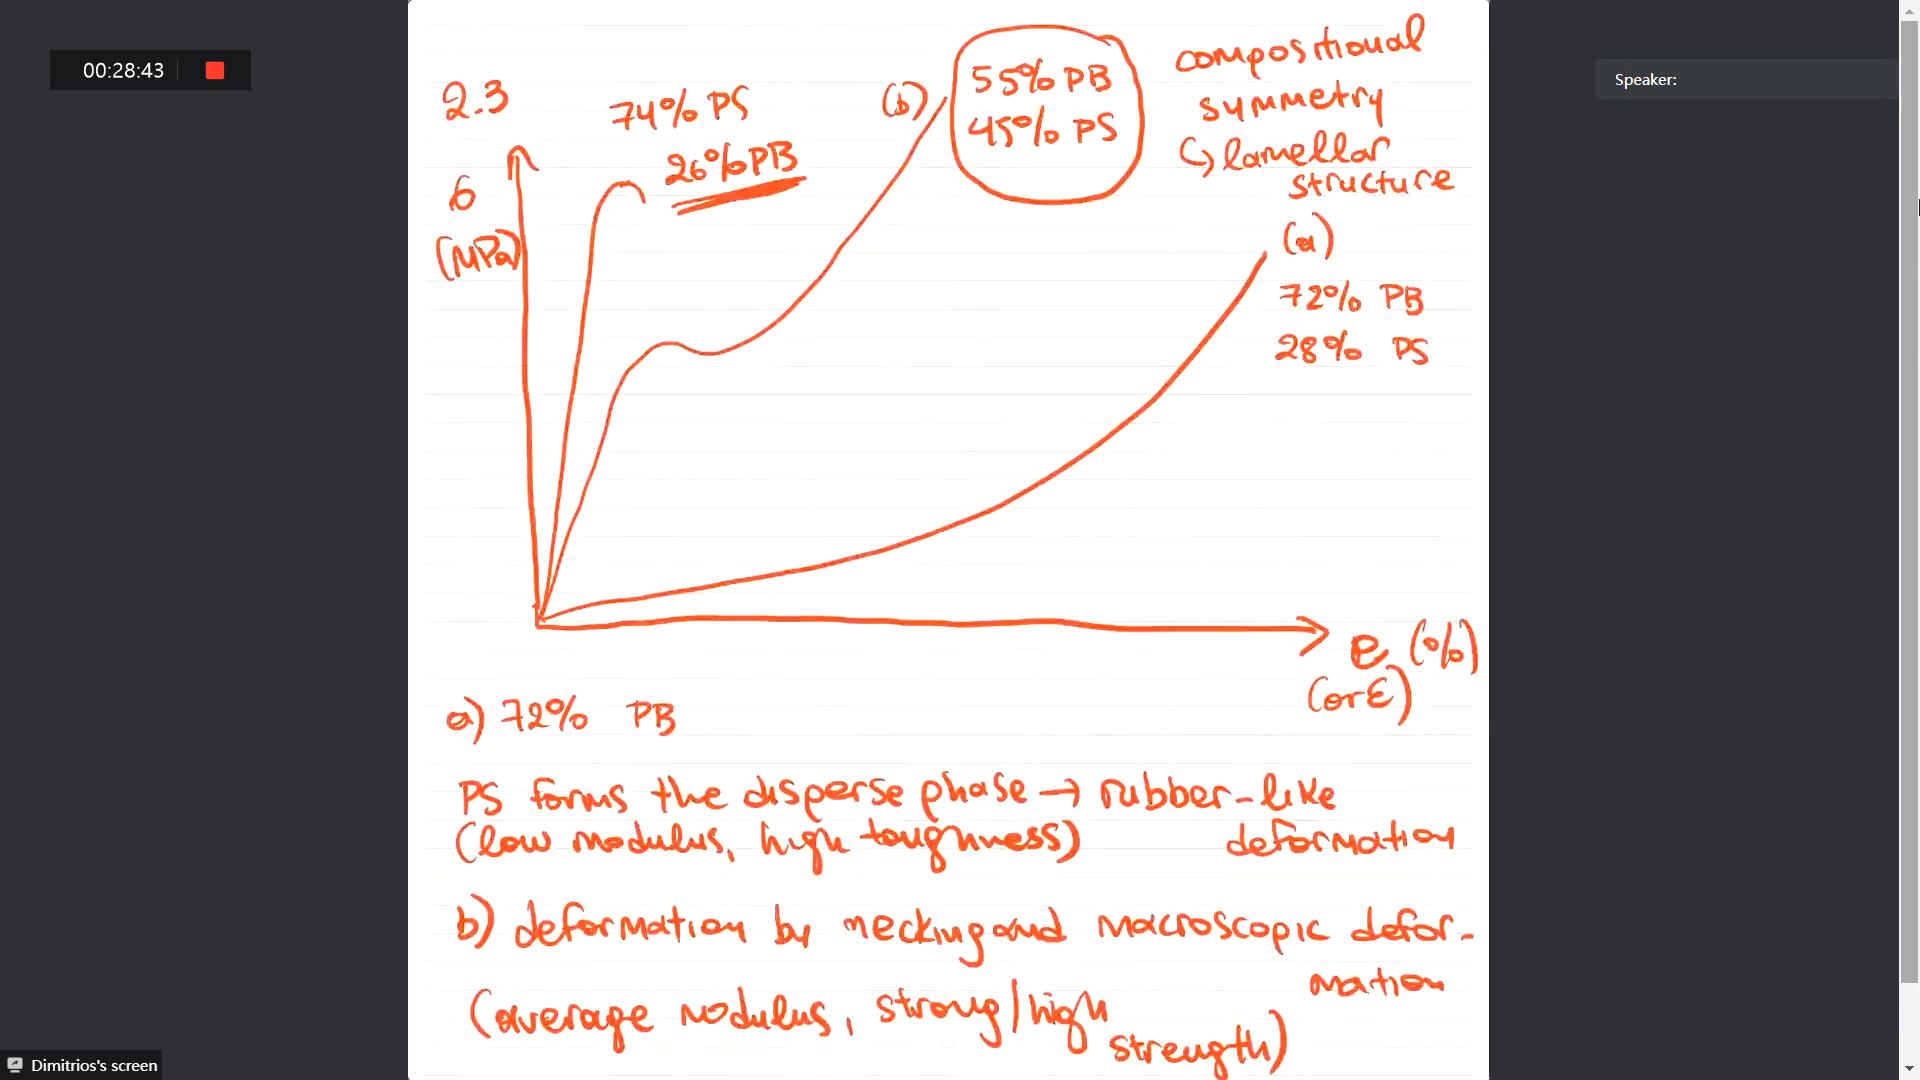 00:28:43
Speaker:
2.3
74% PS
26% PB
(b)
55% PB
45% PS
compositional
symmetry
↳ lamellar
structure
6
(MPa)
(a)
72% PB
28% PS
e (%)
(or ε)
a) 72% PB
PS forms the disperse phase → rubber-like
(low modulus, high toughness) deformation
b) deformation by necking and macroscopic defor-
mation
(average modulus, strong/high
strength)
Dimitrios's screen